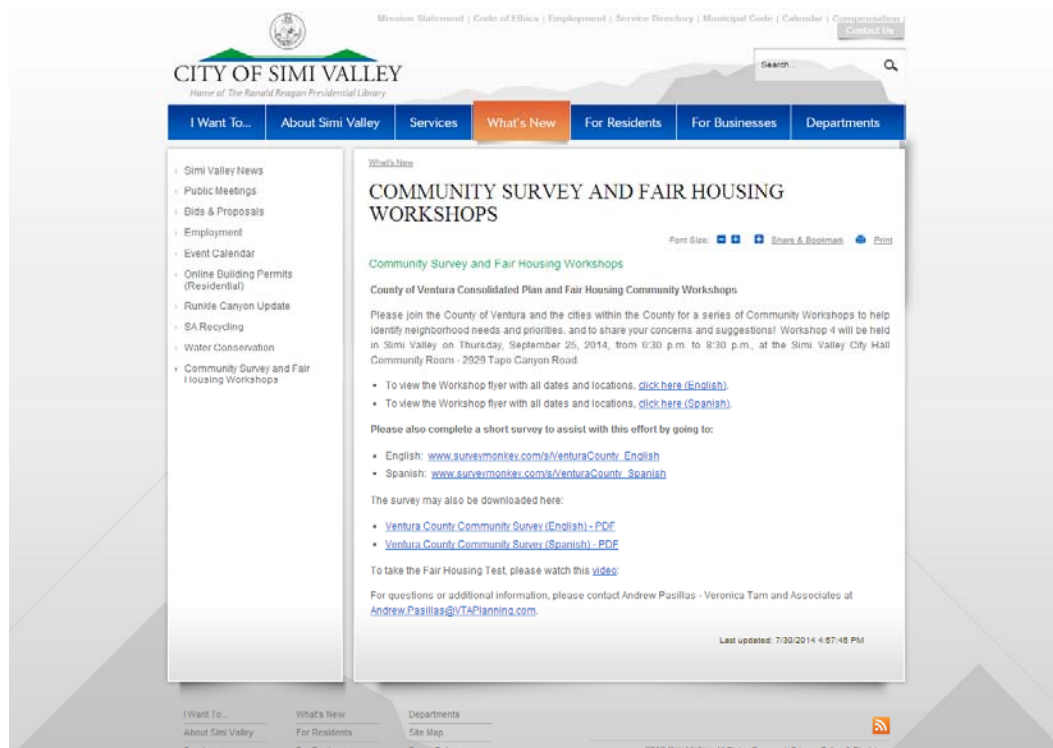 Mission Statement | Code of Ethics | Employment | Service Directory | Municipal Code | Calendar | Compensation |
Contact Us
CITY OF SIMI VALLEY
Home of The Ronald Reagan Presidential Library
Search...
I Want To... About Simi Valley Services What's New For Residents For Businesses Departments
Simi Valley News
Public Meetings
Bids & Proposals
Employment
Event Calendar
Online Building Permits
(Residential)
Runkle Canyon Update
SA Recycling
Water Conservation
Community Survey and Fair
Housing Workshops
What's New
COMMUNITY SURVEY AND FAIR HOUSING
WORKSHOPS
Font Size: Share & Bookmark Print
Community Survey and Fair Housing Workshops
County of Ventura Consolidated Plan and Fair Housing Community Workshops
Please join the County of Ventura and the cities within the County for a series of Community Workshops to help
identify neighborhood needs and priorities, and to share your concerns and suggestions! Workshop 4 will be held
in Simi Valley on Thursday, September 25, 2014, from 6:30 p.m. to 8:30 p.m., at the Simi Valley City Hall
Community Room - 2929 Tapo Canyon Road.
• To view the Workshop flyer with all dates and locations, click here (English).
• To view the Workshop flyer with all dates and locations, click here (Spanish).
Please also complete a short survey to assist with this effort by going to:
• English: www.surveymonkey.com/s/VenturaCounty_English
• Spanish: www.surveymonkey.com/s/VenturaCounty_Spanish
The survey may also be downloaded here:
• Ventura County Community Survey (English) - PDF
• Ventura County Community Survey (Spanish) - PDF
To take the Fair Housing Test, please watch this video:
For questions or additional information, please contact Andrew Pasillas - Veronica Tam and Associates at
Andrew.Pasillas@VTAPlanning.com.
Last updated: 7/30/2014 4:57:45 PM
I Want To... What's New Departments
About Simi Valley For Residents Site Map